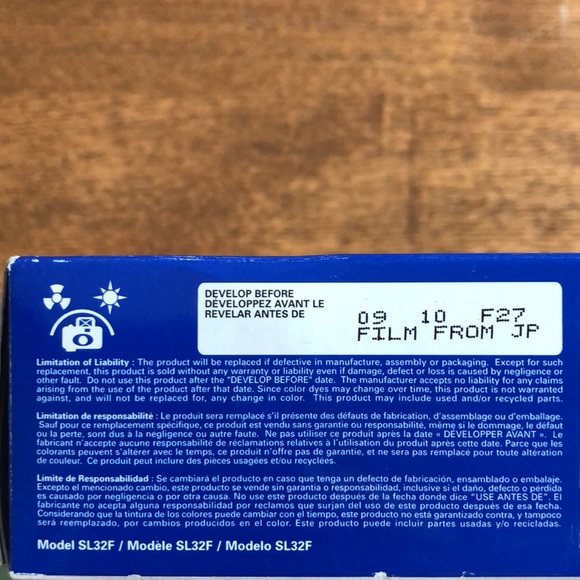 DEVELOP BEFORE
DÉVELOPPEZ AVANT LE
REVELAR ANTES DE
09 10 F27
FILM FROM JP
Limitation of Liability : The product will be replaced if defective in manufacture, assembly or packaging. Except for such
replacement, this product is sold without any warranty or liability even if damage, defect or loss is caused by negligence or
other fault. Do not use this product after the "DEVELOP BEFORE" date. The manufacturer accepts no liability for any claims
arising from the use of the product after that date. Since color dyes may change over time, this product is not warranted
against, and will not be replaced for, any change in color. This product may include used and/or recycled parts.
Limitation de responsabilité : Le produit sera remplacé s'il présente des défauts de fabrication, d'assemblage ou d'emballage.
Sauf pour ce remplacement spécifique, ce produit est vendu sans garantie ou responsabilité, même si le dommage, le défaut
ou la perte, sont dus à la négligence ou autre faute. Ne pas utiliser ce produit après la date « DÉVELOPPER AVANT ». Le
fabricant n'accepte aucune responsabilité de réclamations relatives à l'utilisation du produit après cette date. Parce que les
colorants peuvent s'altérer avec le temps, ce produit n'offre pas de garantie, et ne sera pas remplacé pour toute altération
de couleur. Ce produit peut inclure des pièces usagées et/ou recyclées.
Limite de Responsabilidad : Se cambiará el producto en caso que tenga un defecto de fabricación, ensamblado o embalaje.
Excepto el mencionado cambio, este producto se vende sin garantía o responsabilidad, inclusive si el daño, defecto o perdida
es causado por negligencia o por otra causa. No use este producto después de la fecha donde dice "USE ANTES DE". El
fabricante no acepta alguna responsabilidad por reclamos que surjan del uso de este producto después de esa fecha.
Considerando que la tintura de los colores puede cambiar con el tiempo, este producto no está garantizado contra, y tampoco
será reemplazado, por cambios producidos en el color. Este producto puede incluir partes usadas y/o recicladas.
Model SL32F / Modèle SL32F / Modelo SL32F